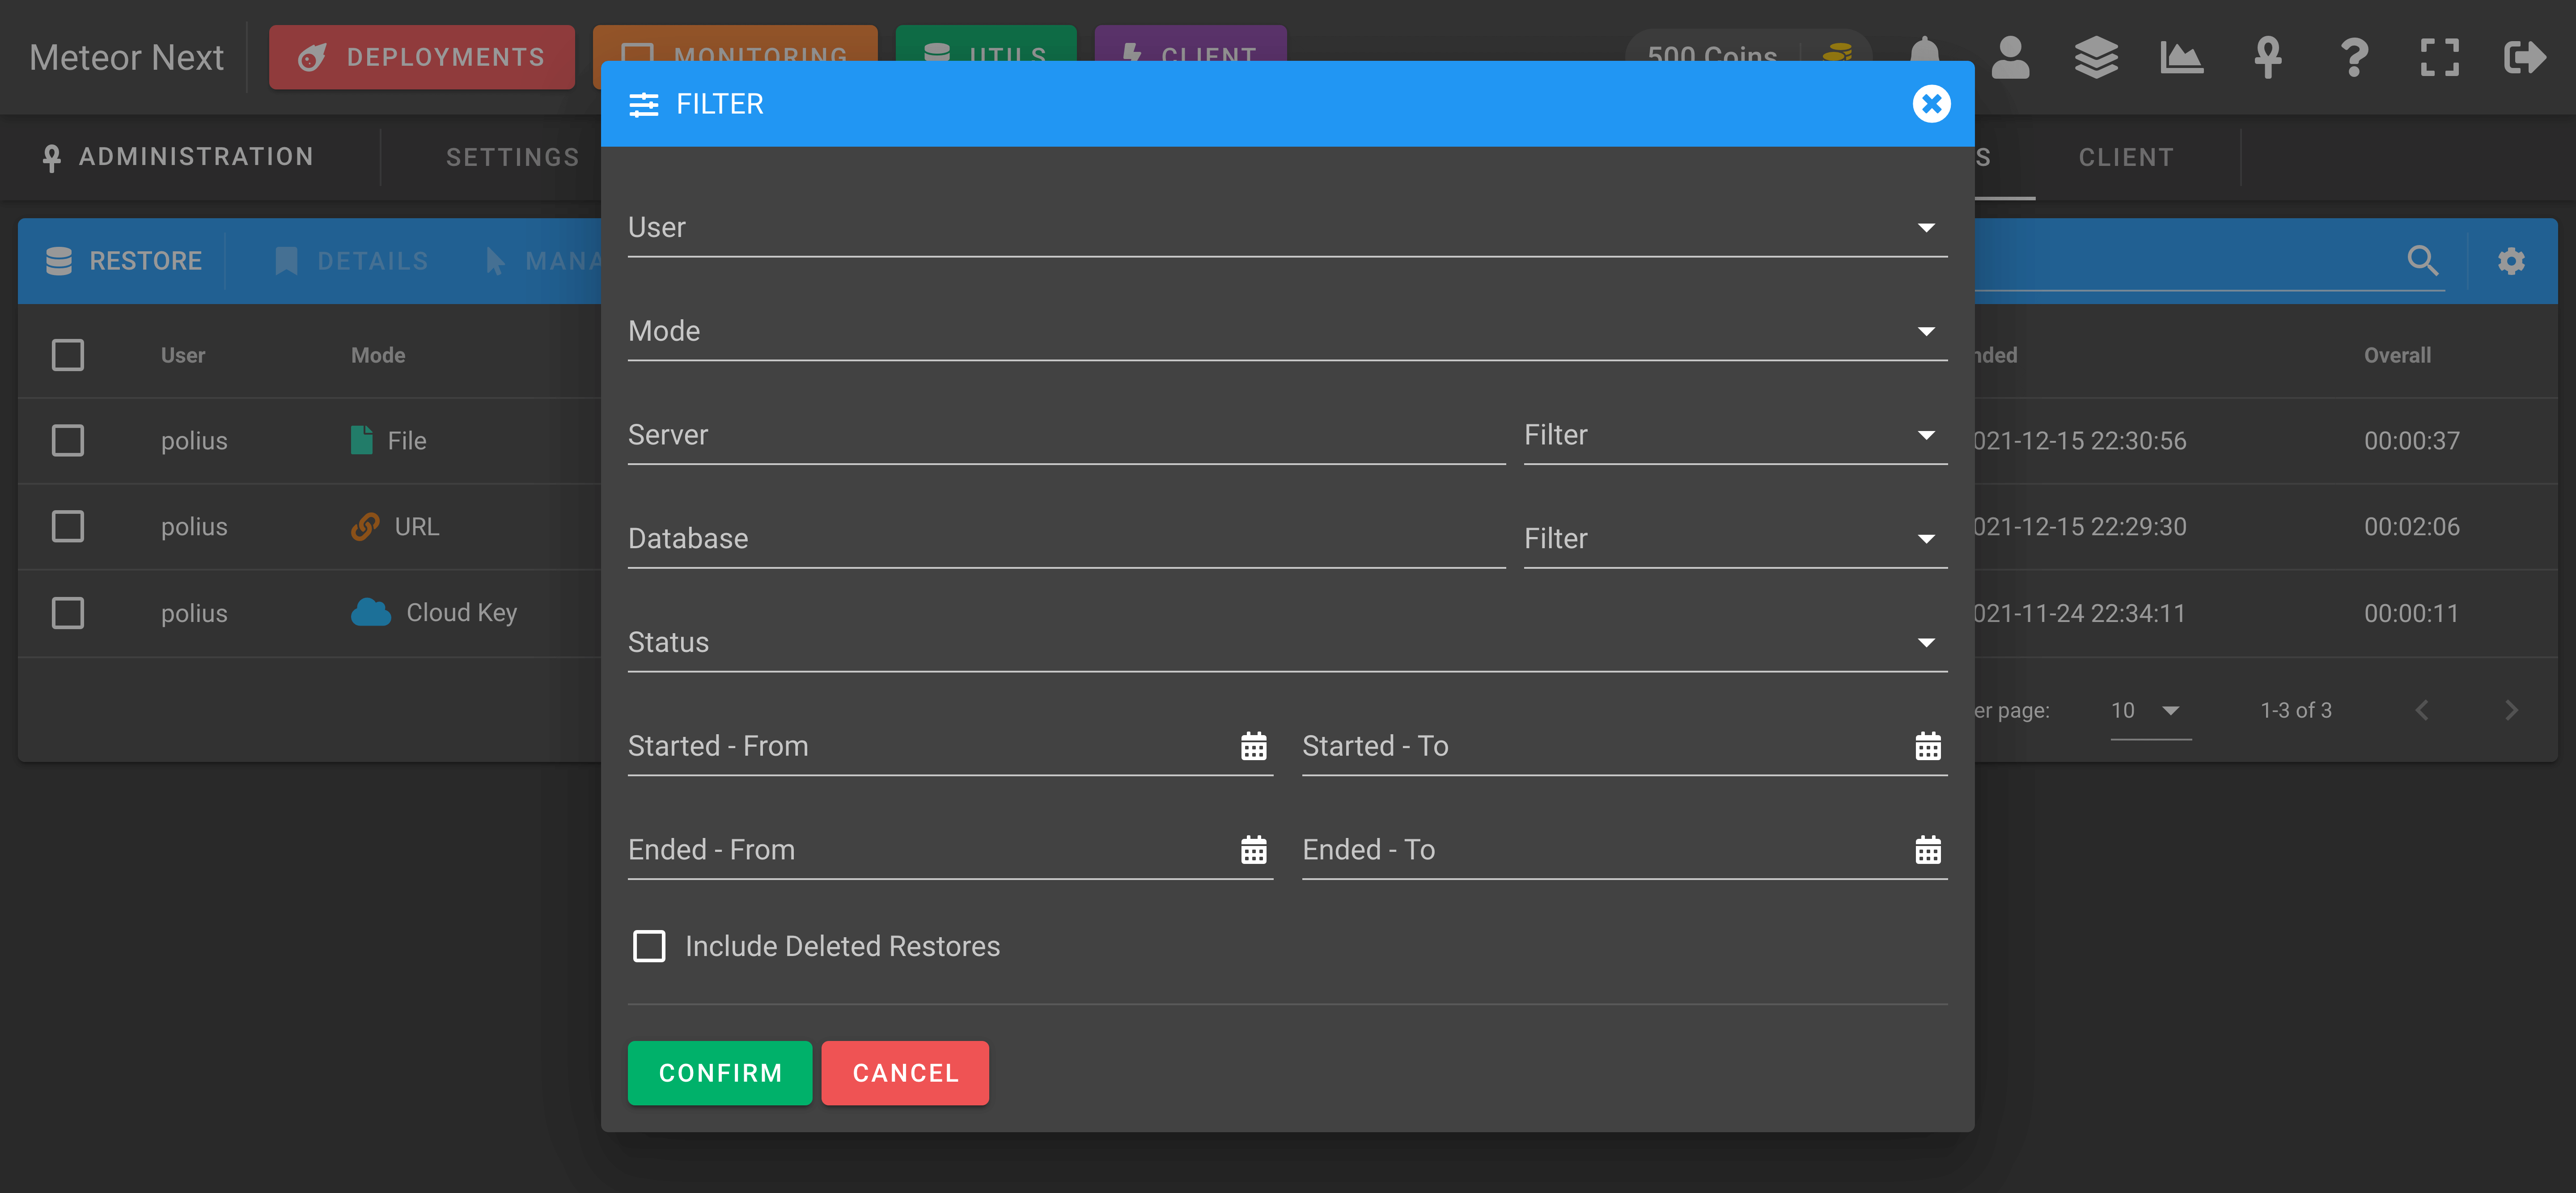 Meteor Next DEPLOYMENTS MONITORING UTILS CLIENT 500 Coins
FILTER
ADMINISTRATION SETTINGS S CLIENT
RESTORE DETAILS MANA
User Mode nded Overall
polius File 021-12-15 22:30:56 00:00:37
polius URL 021-12-15 22:29:30 00:02:06
polius Cloud Key 021-11-24 22:34:11 00:00:11
er page: 10 1-3 of 3
User
Mode
Server Filter
Database Filter
Status
Started - From Started - To
Ended - From Ended - To
Include Deleted Restores
CONFIRM CANCEL